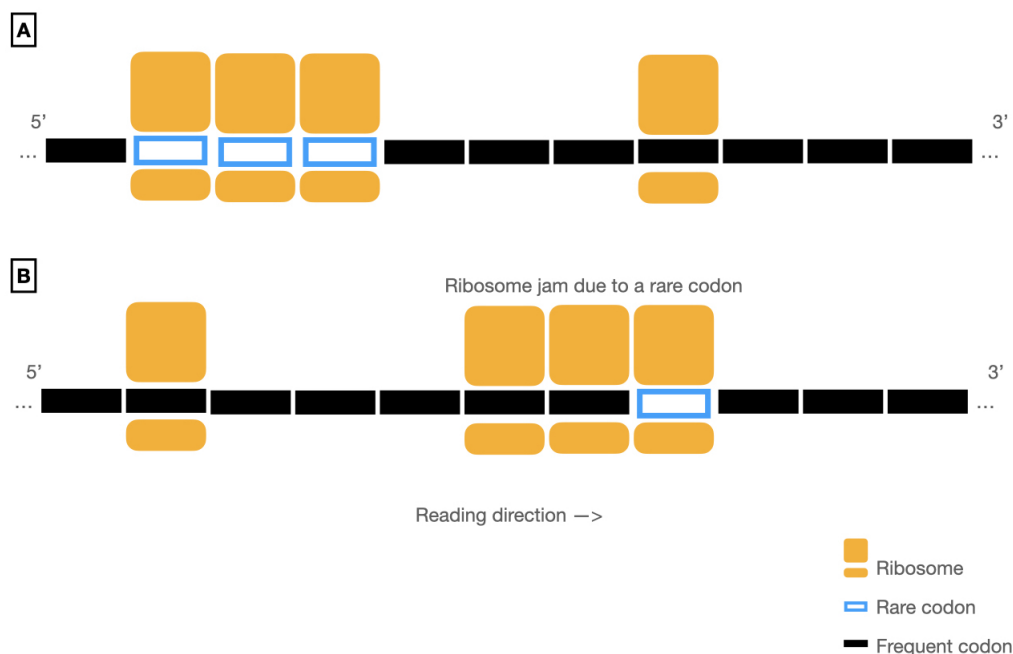 A
5’
3’
...
...
B
Ribosome jam due to a rare codon
5’
3’
...
...
Reading direction —>
Ribosome
Rare codon
Frequent codon